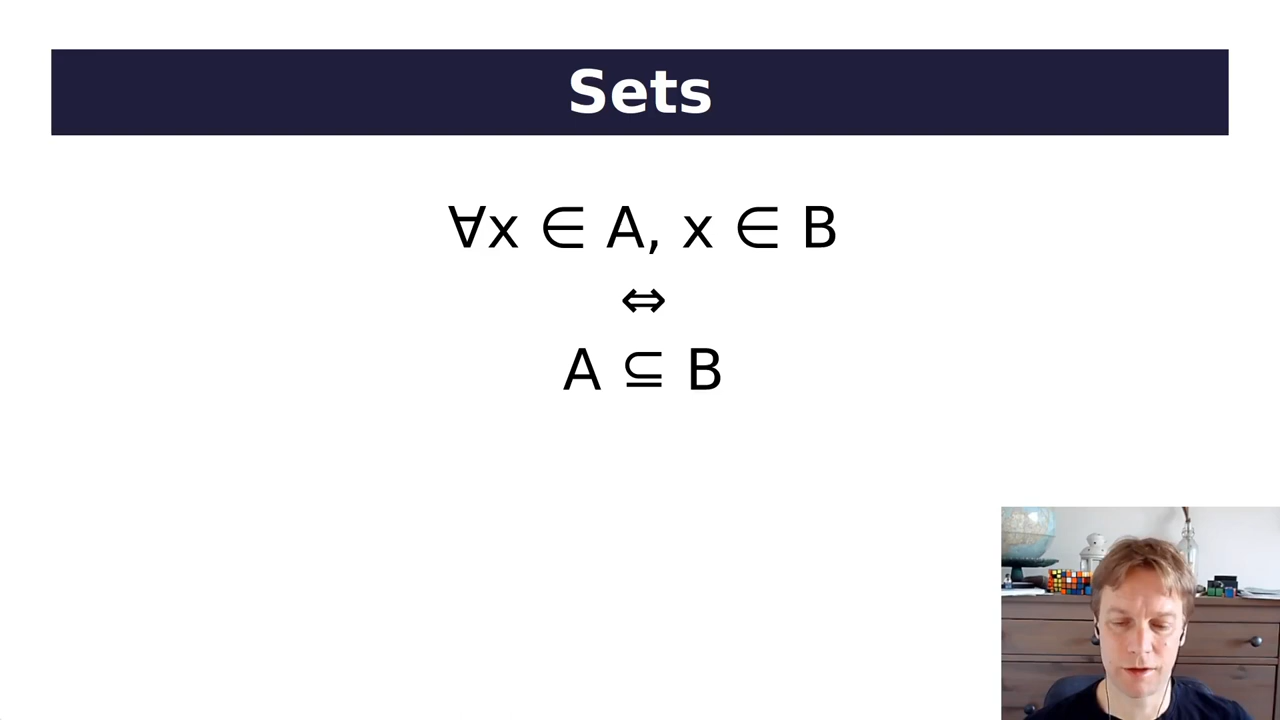 Sets
∀x ∈ A, x ∈ B
⇔
A ⊆ B